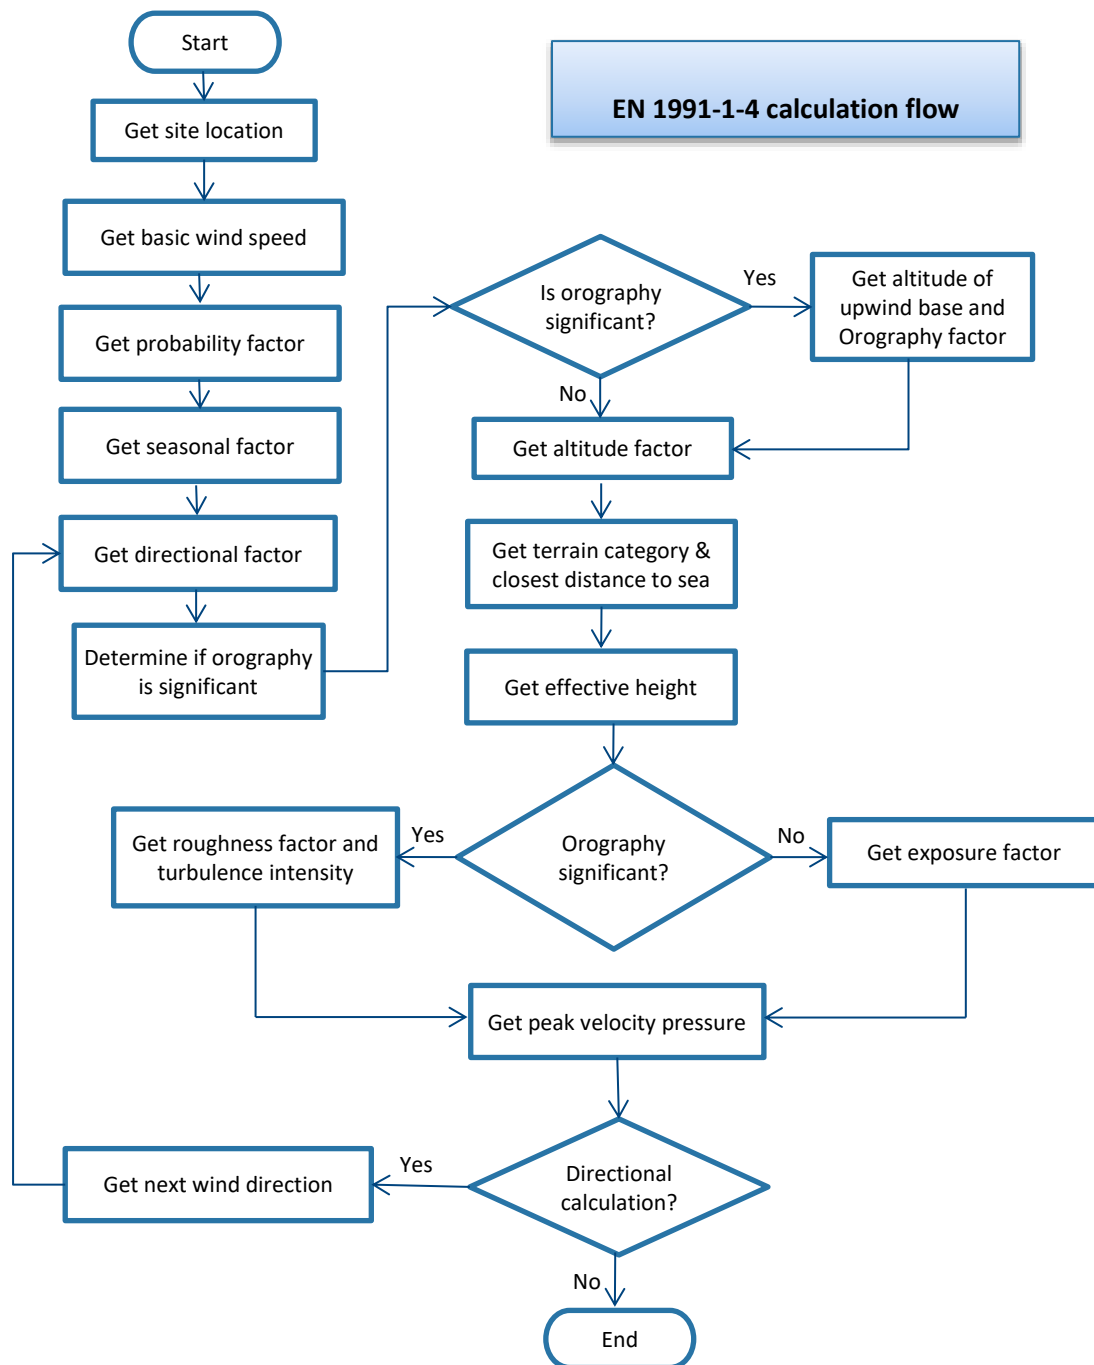 Start
EN 1991-1-4 calculation flow
Get site location
Get basic wind speed
Get probability factor
Get seasonal factor
Get directional factor
Determine if orography
is significant
Is orography
significant?
Yes
Get altitude of
upwind base and
Orography factor
No
Get altitude factor
Get terrain category &
closest distance to sea
Get effective height
Orography
significant?
Yes
Get roughness factor and
turbulence intensity
No
Get exposure factor
Get peak velocity pressure
Directional
calculation?
Yes
Get next wind direction
No
End